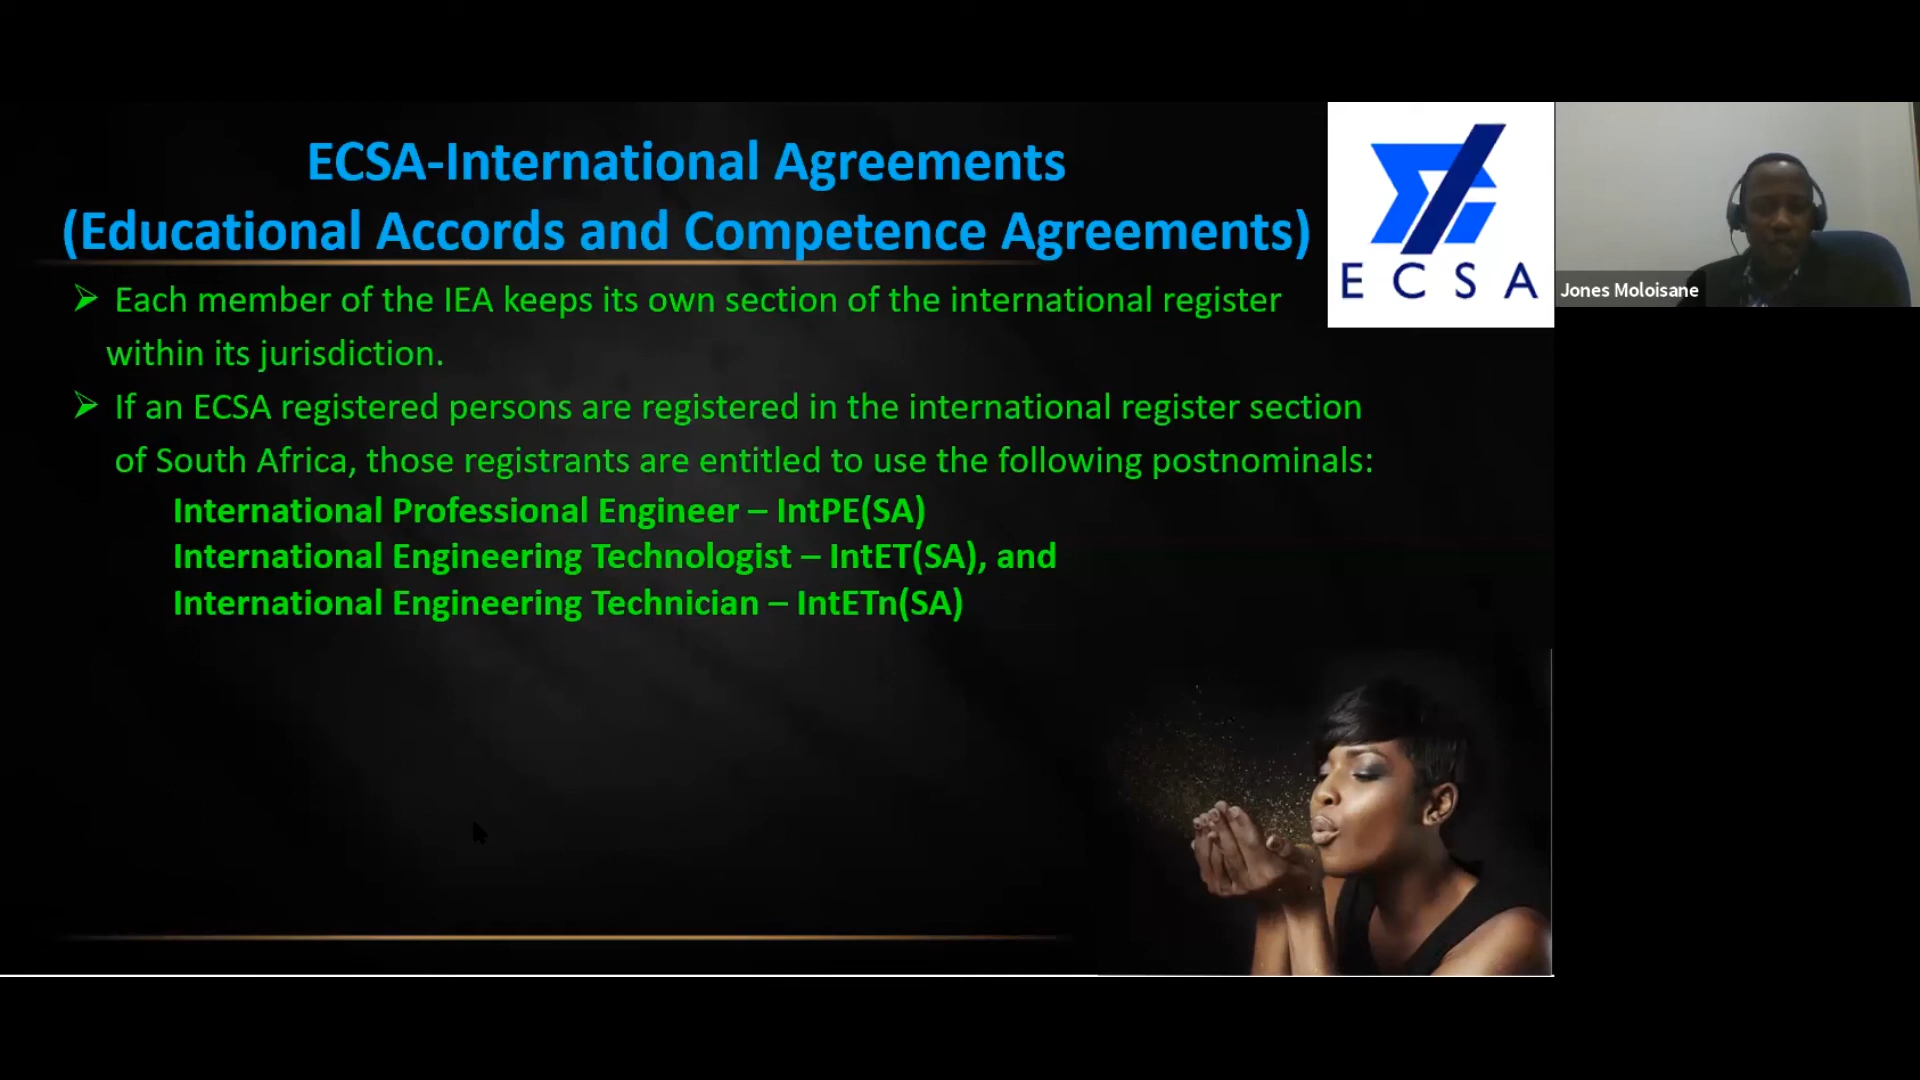 ECSA-International Agreements
(Educational Accords and Competence Agreements)
➢ Each member of the IEA keeps its own section of the international register
within its jurisdiction.
➢ If an ECSA registered persons are registered in the international register section
of South Africa, those registrants are entitled to use the following postnominals:
International Professional Engineer – IntPE(SA)
International Engineering Technologist – IntET(SA), and
International Engineering Technician – IntETn(SA)
ECSA
Jones Moloisane